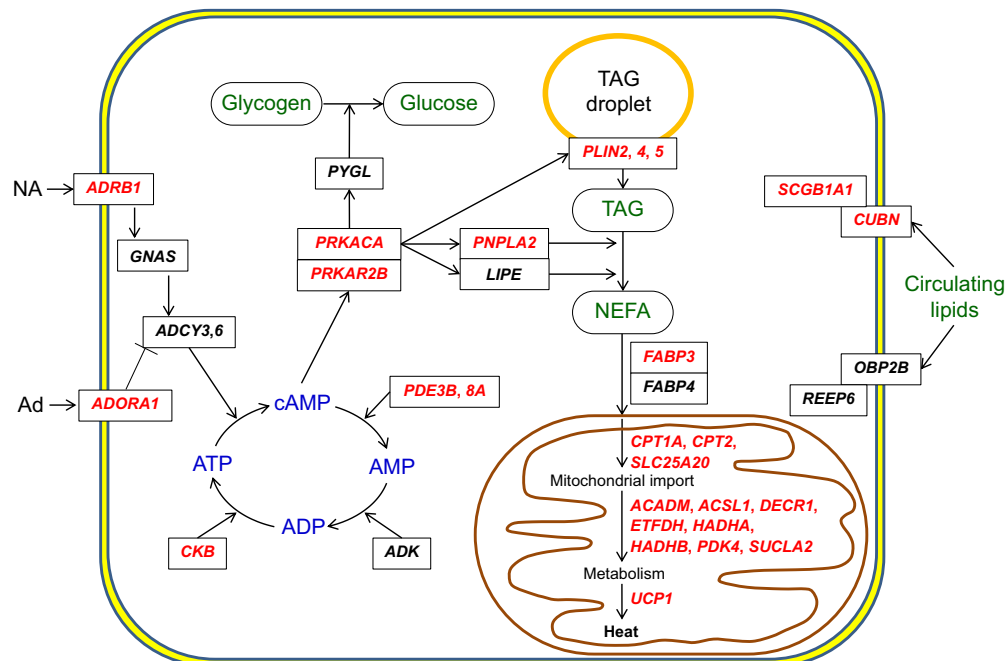 TAG
droplet
Glycogen
Glucose
PLIN2, 4, 5
PYGL
NA
ADRB1
SCGB1A1
CUBN
TAG
GNAS
PRKACA
PRKAR2B
PNPLA2
LIPE
Circulating
lipids
NEFA
ADCY3,6
FABP3
FABP4
OBP2B
REEP6
Ad
ADORA1
cAMP
PDE3B, 8A
ATP
AMP
ADP
CKB
ADK
CPT1A, CPT2,
SLC25A20
Mitochondrial import
ACADM, ACSL1, DECR1,
ETFDH, HADHA,
HADHB, PDK4, SUCLA2
Metabolism
UCP1
Heat